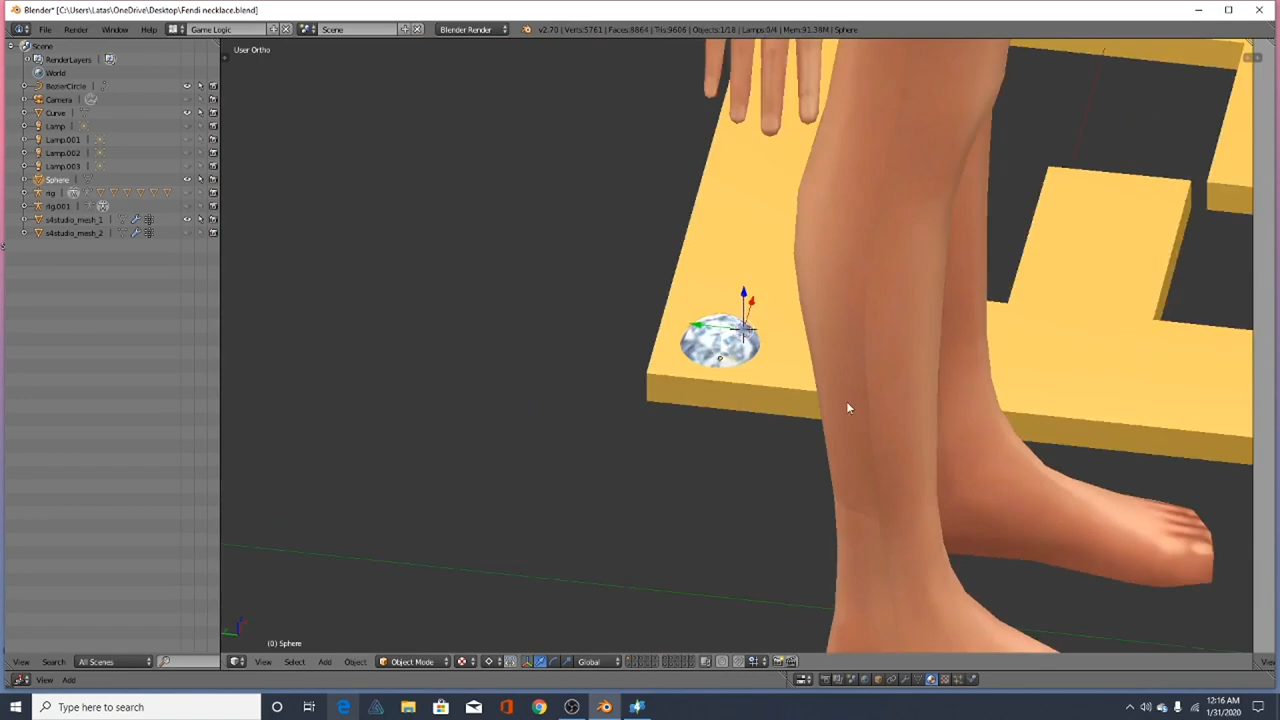 Blender* [C:\Users\Latas\OneDrive\Desktop\Fendi necklace.blend]
File Render Window Help Game Logic Scene Blender Render v2.70 | Verts:5761 | Faces:8864 | Tris:9606 | Objects:1/18 | Lamps:0/4 | Mem:91.38M | Sphere
Scene
RenderLayers
World
BezierCircle
Camera
Curve
Lamp
Lamp.001
Lamp.002
Lamp.003
Sphere
rig
rig.001
s4studio_mesh_1
s4studio_mesh_2
User Ortho
(0) Sphere
View Search All Scenes View Select Add Object Object Mode Global
View Add
Type here to search
12:16 AM
1/31/2020